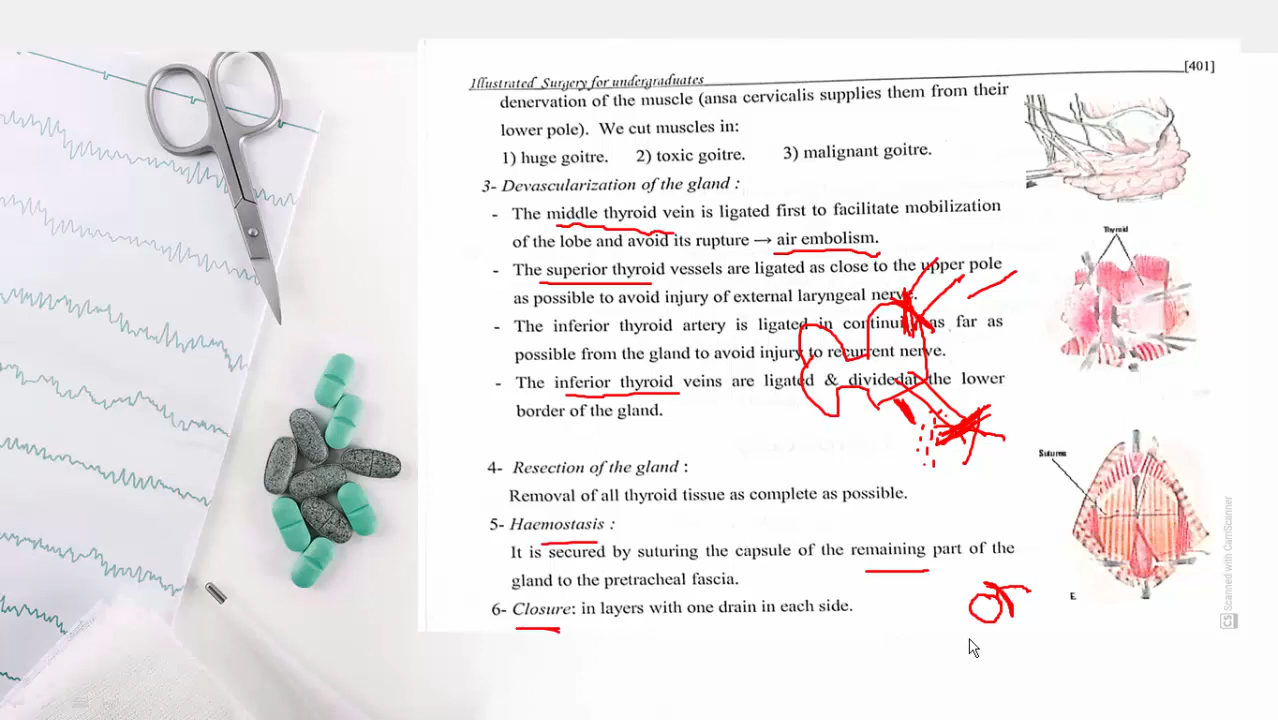 [401]
Illustrated Surgery for undergraduates
denervation of the muscle (ansa cervicalis supplies them from their
lower pole). We cut muscles in:
1) huge goitre. 2) toxic goitre. 3) malignant goitre.
3- Devascularization of the gland :
- The middle thyroid vein is ligated first to facilitate mobilization
of the lobe and avoid its rupture → air embolism.
- The superior thyroid vessels are ligated as close to the upper pole
as possible to avoid injury of external laryngeal nerve.
- The inferior thyroid artery is ligated in continuity as far as
possible from the gland to avoid injury to recurrent nerve.
- The inferior thyroid veins are ligated & divided at the lower
border of the gland.
4- Resection of the gland :
Removal of all thyroid tissue as complete as possible.
5- Haemostasis :
It is secured by suturing the capsule of the remaining part of the
gland to the pretracheal fascia.
6- Closure: in layers with one drain in each side.
Thyroid
Sutures
E
or
CS Scanned with CamScanner